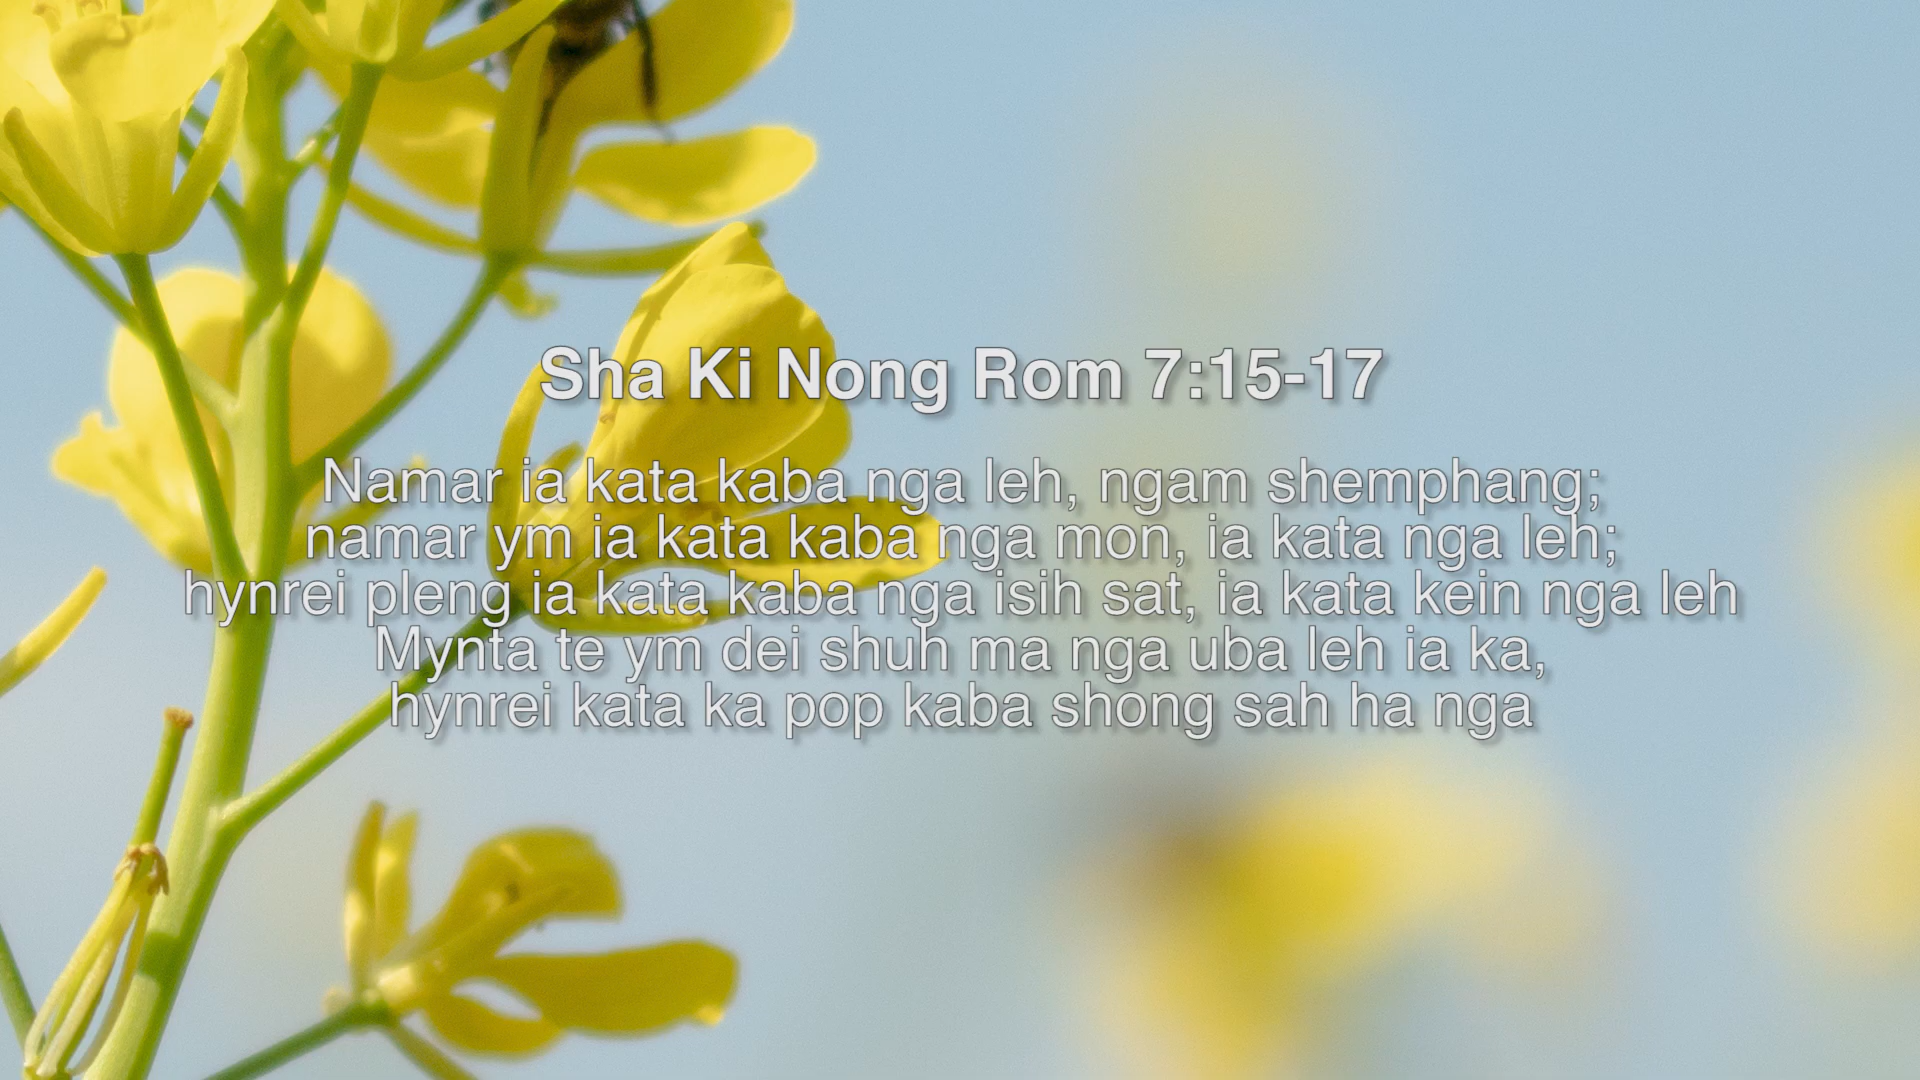 Sha Ki Nong Rom 7:15-17
Namar ia kata kaba nga leh, ngam shemphang;
namar ym ia kata kaba nga mon, ia kata nga leh;
hynrei pleng ia kata kaba nga isih sat, ia kata kein nga leh
Mynta te ym dei shuh ma nga uba leh ia ka,
hynrei kata ka pop kaba shong sah ha nga